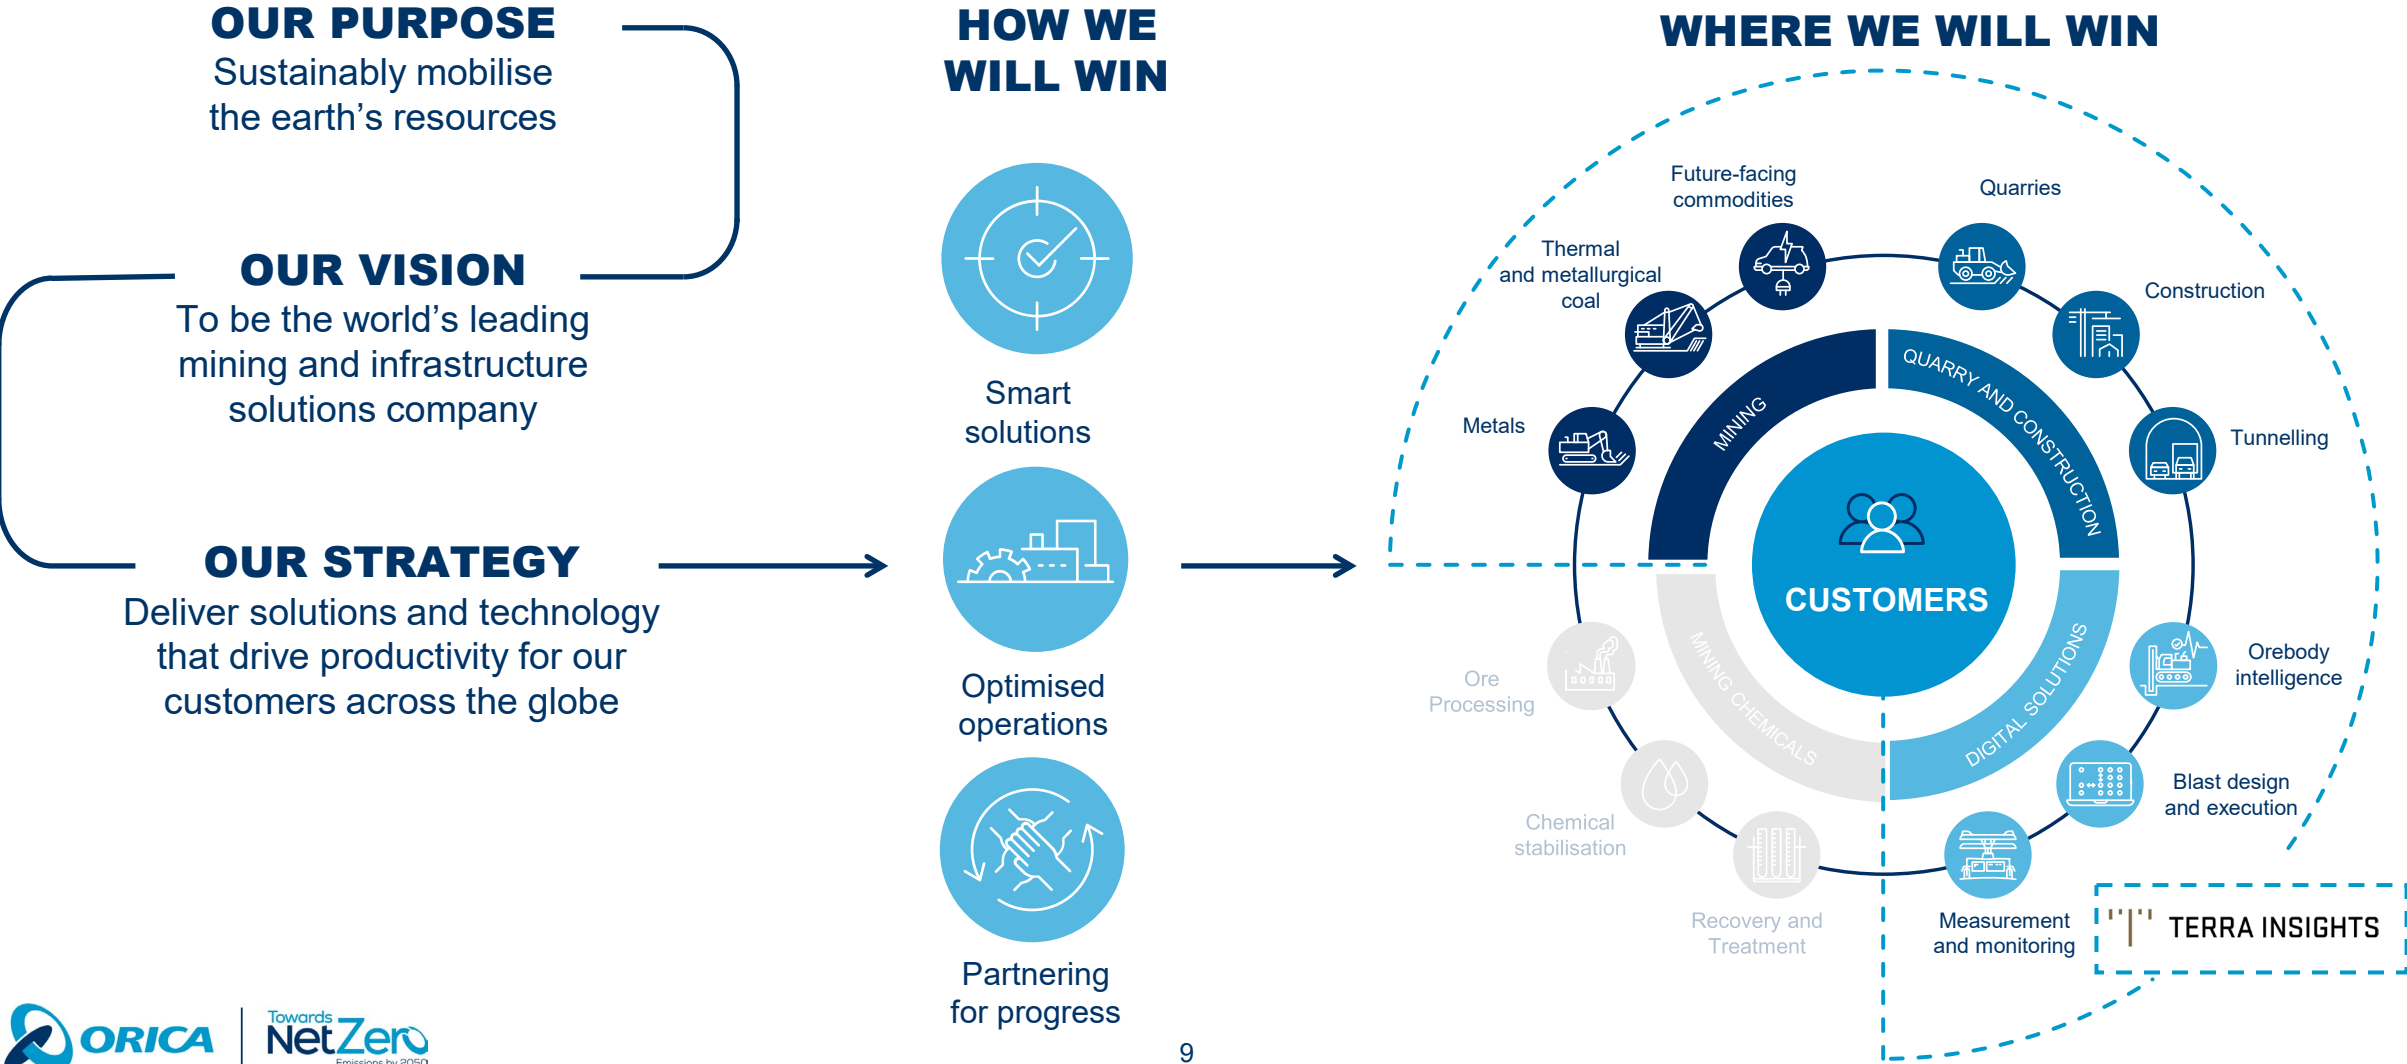 OUR PURPOSE
Sustainably mobilise
the earth's resources
OUR VISION
To be the world's leading
mining and infrastructure
solutions company
OUR STRATEGY
Deliver solutions and technology
that drive productivity for our
customers across the globe
HOW WE
WILL WIN
Smart
solutions
Optimised
operations
Partnering
for progress
WHERE WE WILL WIN
Future-facing
commodities
Quarries
Thermal
and metallurgical
coal
Construction
Metals
Tunnelling
MINING
QUARRY AND CONSTRUCTION
CUSTOMERS
MINING CHEMICALS
DIGITAL SOLUTIONS
Ore
Processing
Orebody
intelligence
Chemical
stabilisation
Blast design
and execution
Recovery and
Treatment
Measurement
and monitoring
TERRA INSIGHTS
ORICA
Towards
NetZero
Emissions by 2050
9